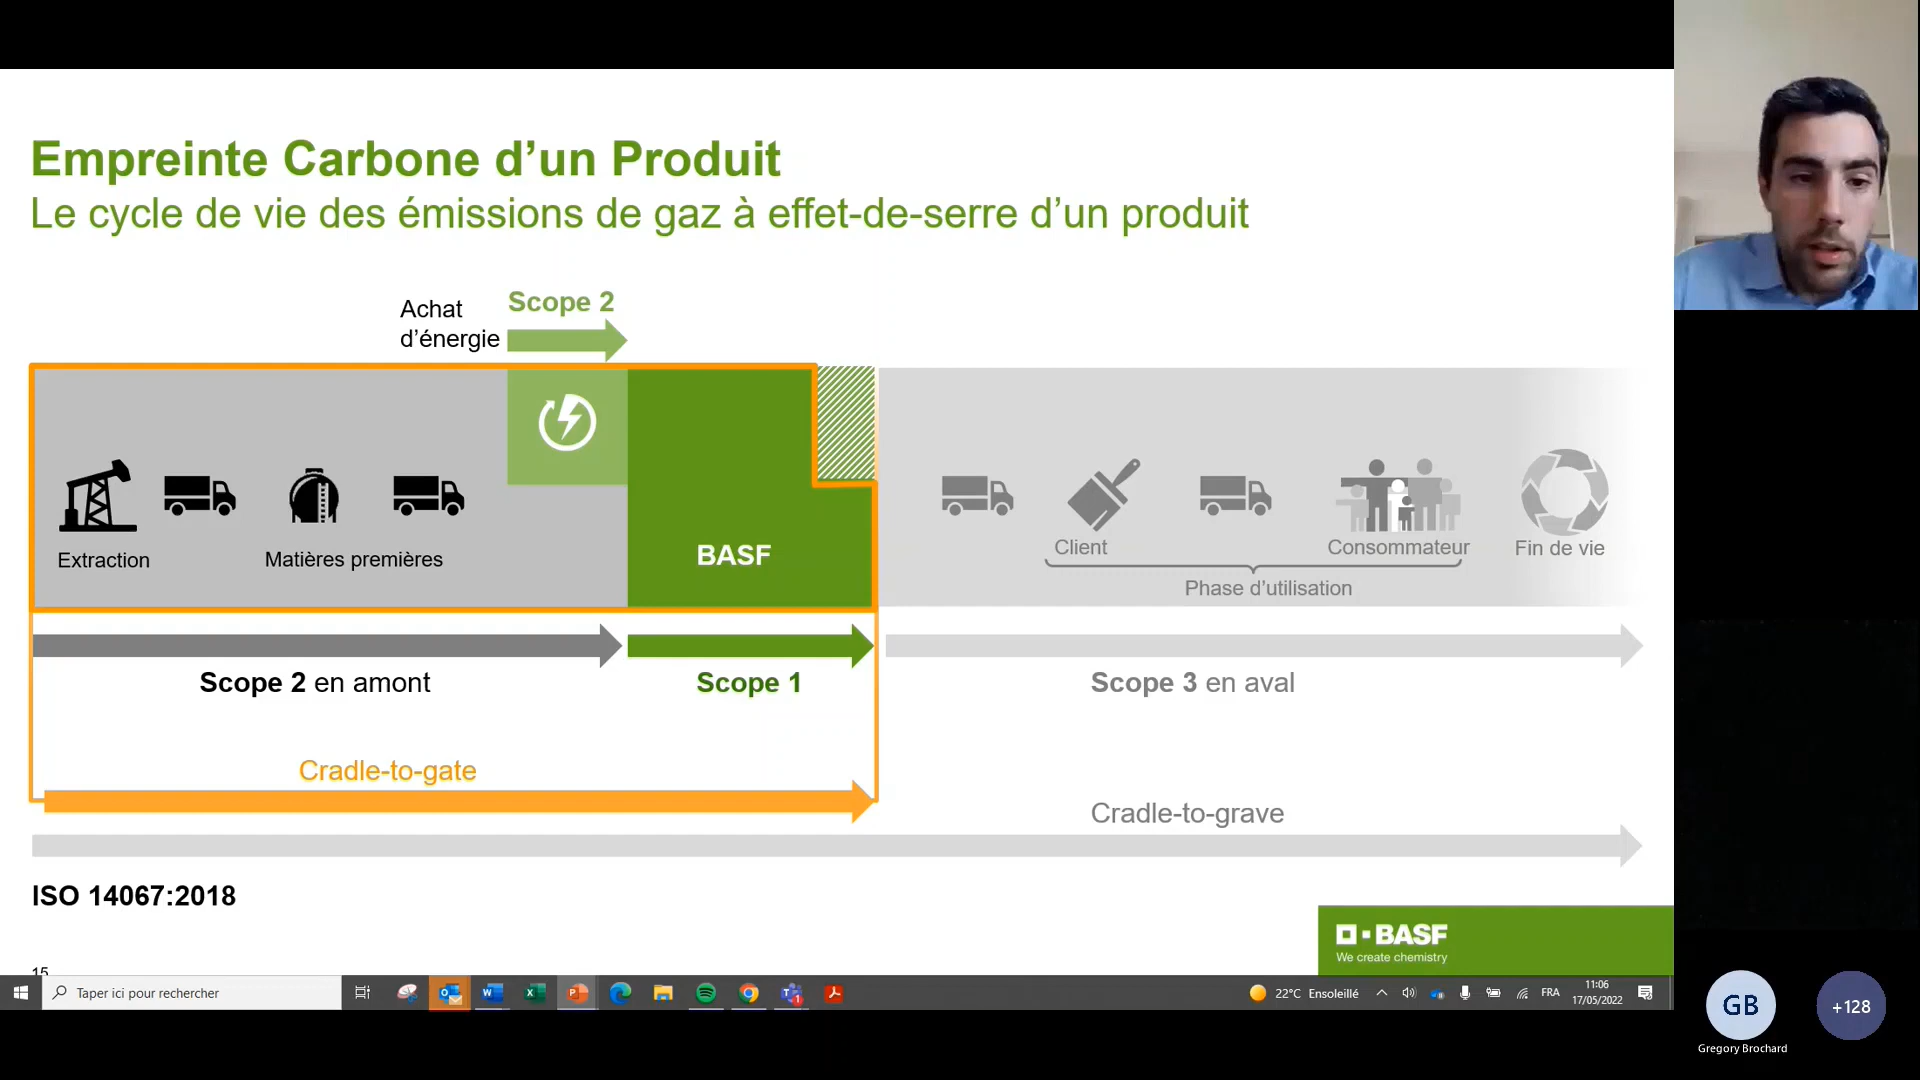 Empreinte Carbone d’un Produit
Le cycle de vie des émissions de gaz à effet-de-serre d’un produit
Achat
d’énergie
Scope 2
Extraction
Matières premières
BASF
Client
Consommateur
Fin de vie
Phase d’utilisation
Scope 2 en amont
Scope 1
Scope 3 en aval
Cradle-to-gate
Cradle-to-grave
ISO 14067:2018
BASF
We create chemistry
15
Taper ici pour rechercher
22°C Ensoleillé
FRA
11:06
17/05/2022
GB
+128
Gregory Brochard